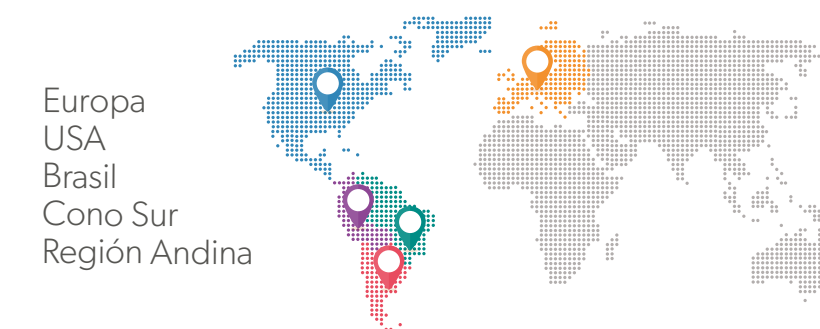 Europa
USA
Brasil
Cono Sur
Región Andina